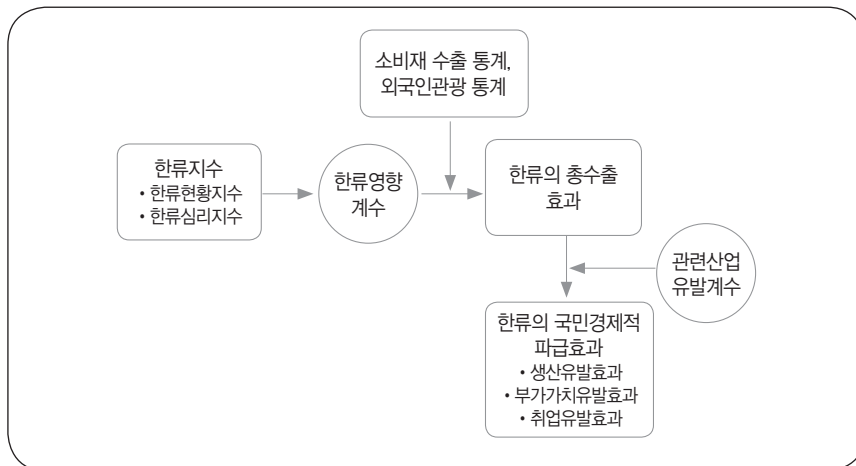 소비재 수출 통계,
외국인관광 통계
한류지수
• 한류현황지수
• 한류심리지수
한류영향
계수
한류의 총수출
효과
관련산업
유발계수
한류의 국민경제적
파급효과
• 생산유발효과
• 부가가치유발효과
• 취업유발효과